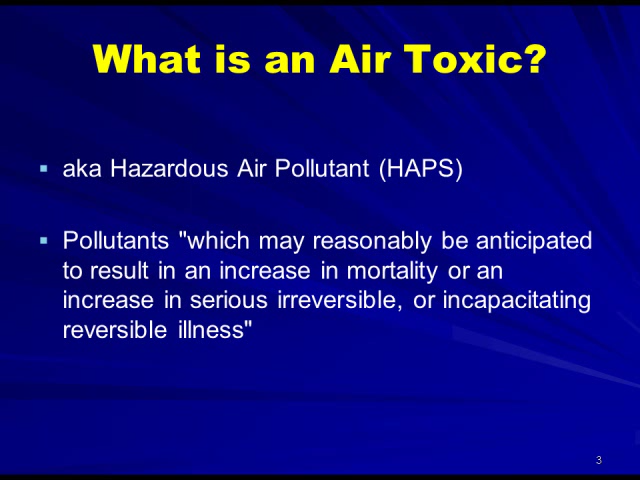 What is an Air Toxic?
▪ aka Hazardous Air Pollutant (HAPS)
▪ Pollutants "which may reasonably be anticipated
to result in an increase in mortality or an
increase in serious irreversible, or incapacitating
reversible illness"
3